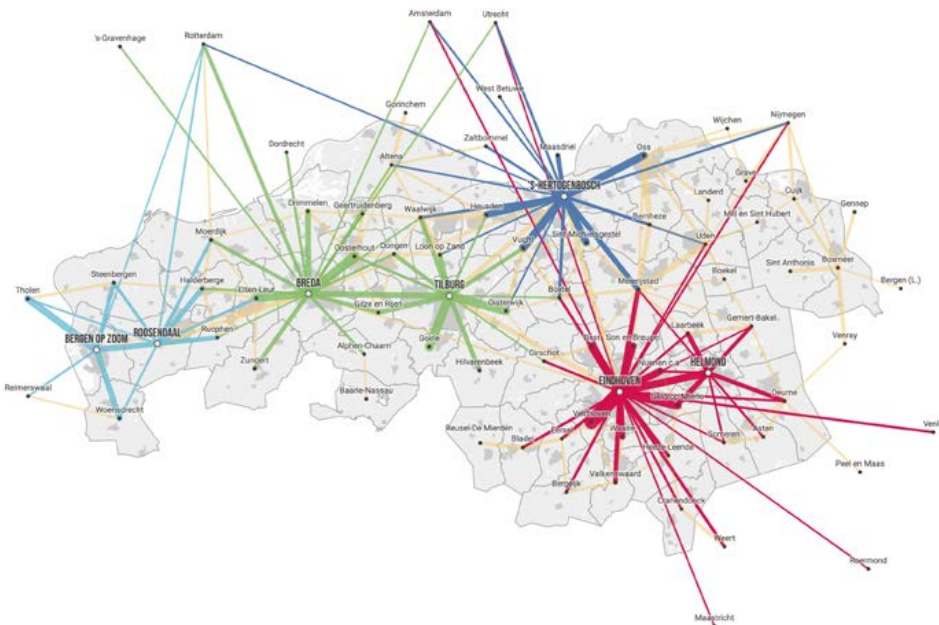 Amsterdam
Utrecht
's-Gravenhage
Rotterdam
West Betuwe
Gorinchem
Nijmegen
Wijchen
Dordrecht
Zaltbommel
Maasdriel
Oss
Altena
Grave
'S-HERTOGENBOSCH
Cuijk
Landerd
Drimmelen
Geertruidenberg
Waalwijk
Heusden
Gennep
Mill en Sint Hubert
Bernheze
Moerdijk
Sint Michielsgestel
Vught
Uden
Oosterhout
Dongen
Loon op Zand
Sint Anthonis
Boxmeer
Boekel
Steenbergen
Halderberge
BREDA
TILBURG
Meierijstad
Bergen (L.)
Tholen
Etten-Leur
Boxtel
Oisterwijk
Gilze en Rijen
Gemert-Bakel
Laarbeek
Rucphen
ROOSENDAAL
BERGEN OP ZOOM
Goirle
Best
Son en Breugel
Venray
Alphen-Chaam
Oirschot
Zundert
Hilvarenbeek
Nuenen c.a.
HELMOND
EINDHOVEN
Reimerswaal
Baarle-Nassau
Geldrop-Mierlo
Deurne
Woensdrecht
Veldhoven
Waalre
Venl
Reusel-De Mierden
Bladel
Eersel
Someren
Asten
Heeze-Leende
Valkenswaard
Peel en Maas
Bergeijk
Cranendonck
Weert
Roermond
Maastricht